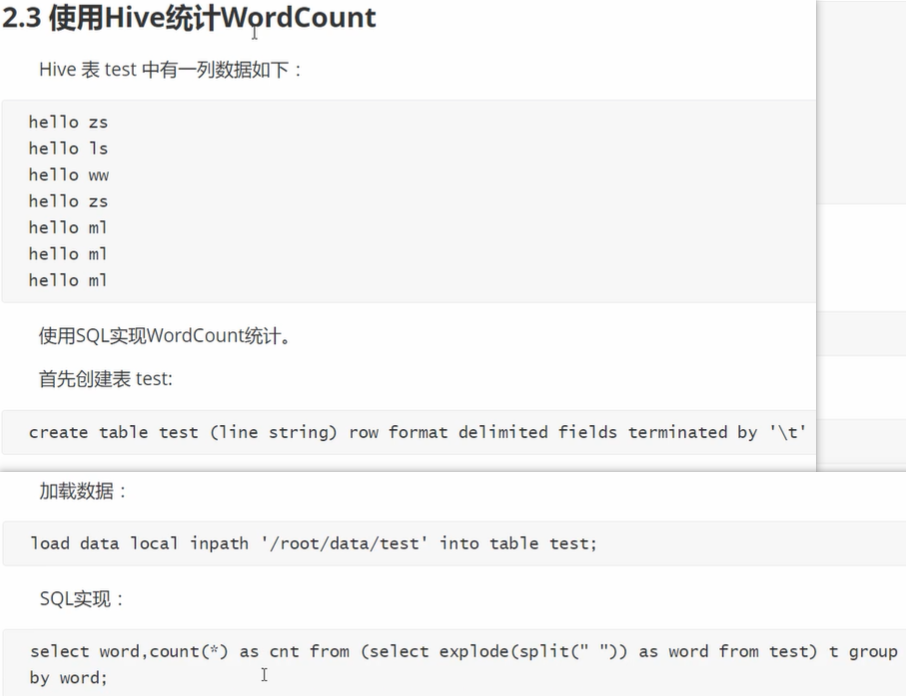 2.3 使用Hive统计WordCount
Hive 表 test 中有一列数据如下：
hello zs
hello ls
hello ww
hello zs
hello ml
hello ml
hello ml
使用SQL实现WordCount统计。
首先创建表 test:
create table test (line string) row format delimited fields terminated by '\t'
加载数据：
load data local inpath '/root/data/test' into table test;
SQL实现：
select word,count(*) as cnt from (select explode(split(" ")) as word from test) t group
by word;